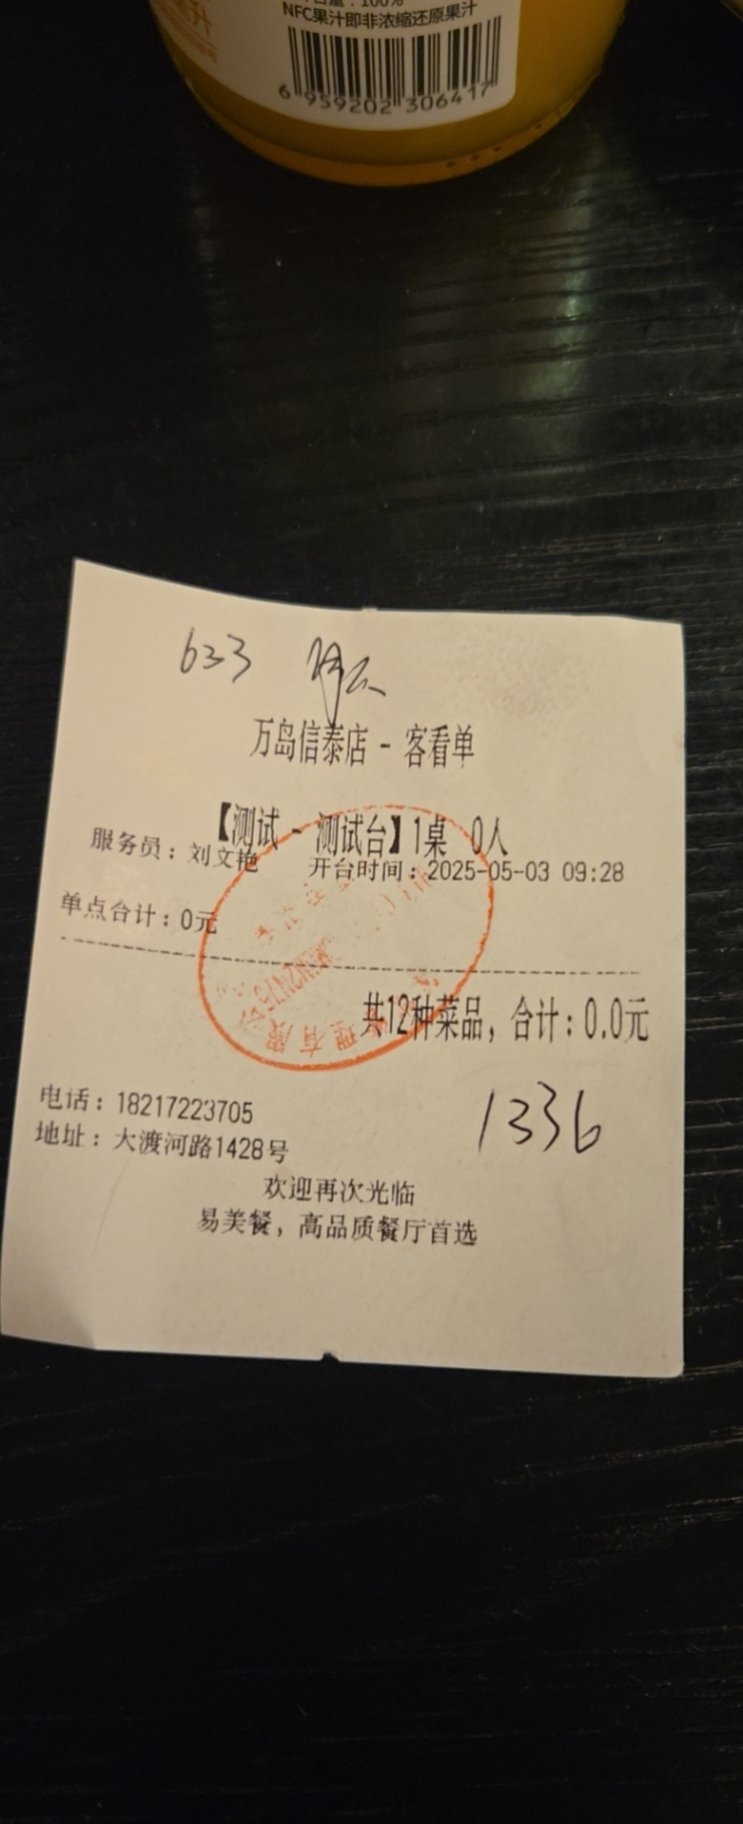 100%
NFC果汁即非浓缩还原果汁
6 959202 306417
633
万岛信泰店 - 客看单
【测试 - 测试台】1桌 0人
服务员：刘文艳 开台时间：2025-05-03 09:28
单点合计：0元
共12种菜品, 合计：0.0元
理有限
电话：18217223705
1336
地址：大渡河路1428号
欢迎再次光临
易美餐, 高品质餐厅首选